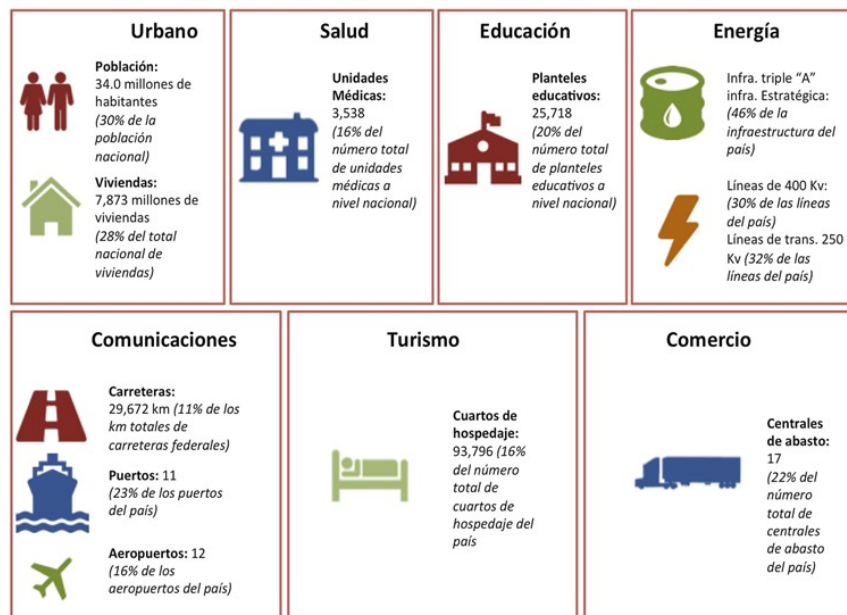 Urbano
Población:
34.0 millones de
habitantes
(30% de la
población
nacional)
Viviendas:
7,873 millones de
viviendas
(28% del total
nacional de
viviendas)
Salud
Unidades
Médicas:
3,538
(16% del
número total
de unidades
médicas a
nivel nacional)
Educación
Planteles
educativos:
25,718
(20% del
número total
de planteles
educativos a
nivel nacional)
Energía
Infra. triple “A”
infra. Estratégica:
(46% de la
infraestructura del
país)
Líneas de 400 Kv:
(30% de las líneas
del país)
Líneas de trans. 250
Kv (32% de las
líneas del país)
Comunicaciones
Carreteras:
29,672 km (11% de los
km totales de
carreteras federales)
Puertos: 11
(23% de los puertos
del país)
Aeropuertos: 12
(16% de los
aeropuertos del país)
Turismo
Cuartos de
hospedaje:
93,796 (16%
del número
total de
cuartos de
hospedaje del
país
Comercio
Centrales
de abasto:
17
(22% del
número
total de
centrales
de abasto
del país)